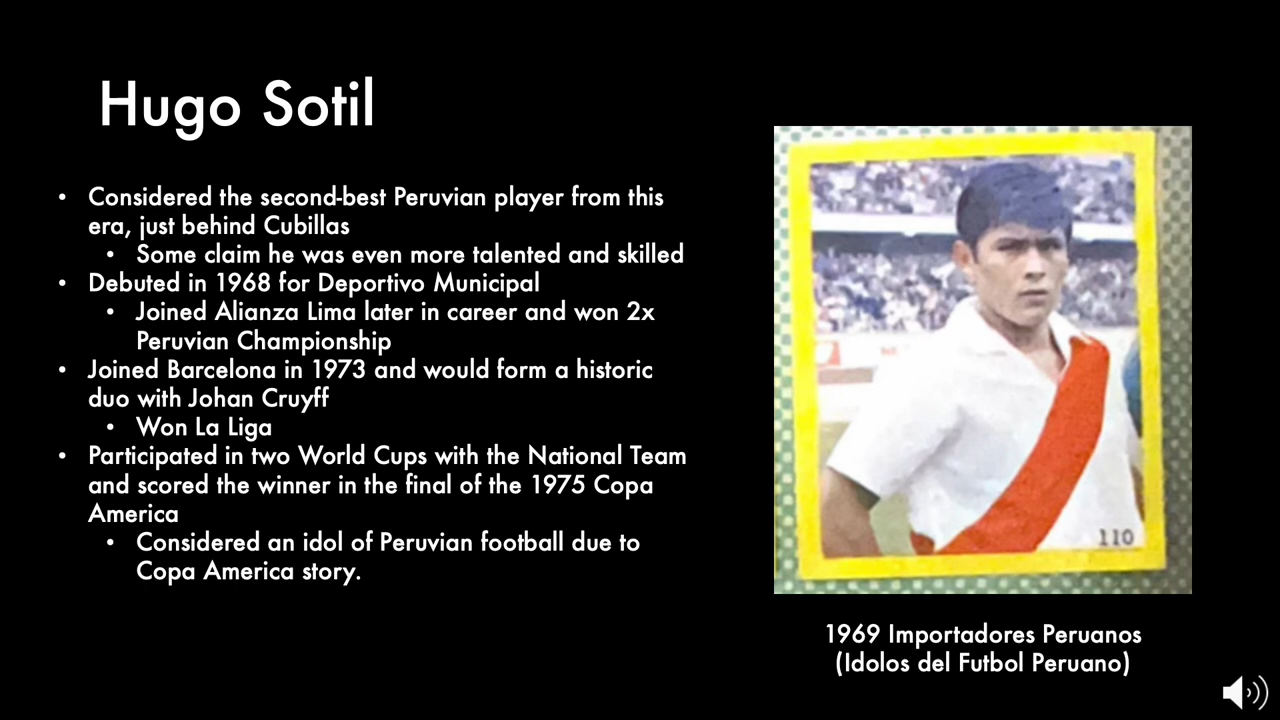 Hugo Sotil
• Considered the second-best Peruvian player from this
era, just behind Cubillas
• Some claim he was even more talented and skilled
• Debuted in 1968 for Deportivo Municipal
• Joined Alianza Lima later in career and won 2x
Peruvian Championship
• Joined Barcelona in 1973 and would form a historic
duo with Johan Cruyff
• Won La Liga
• Participated in two World Cups with the National Team
and scored the winner in the final of the 1975 Copa
America
• Considered an idol of Peruvian football due to
Copa America story.
110
1969 Importadores Peruanos
(Idolos del Futbol Peruano)